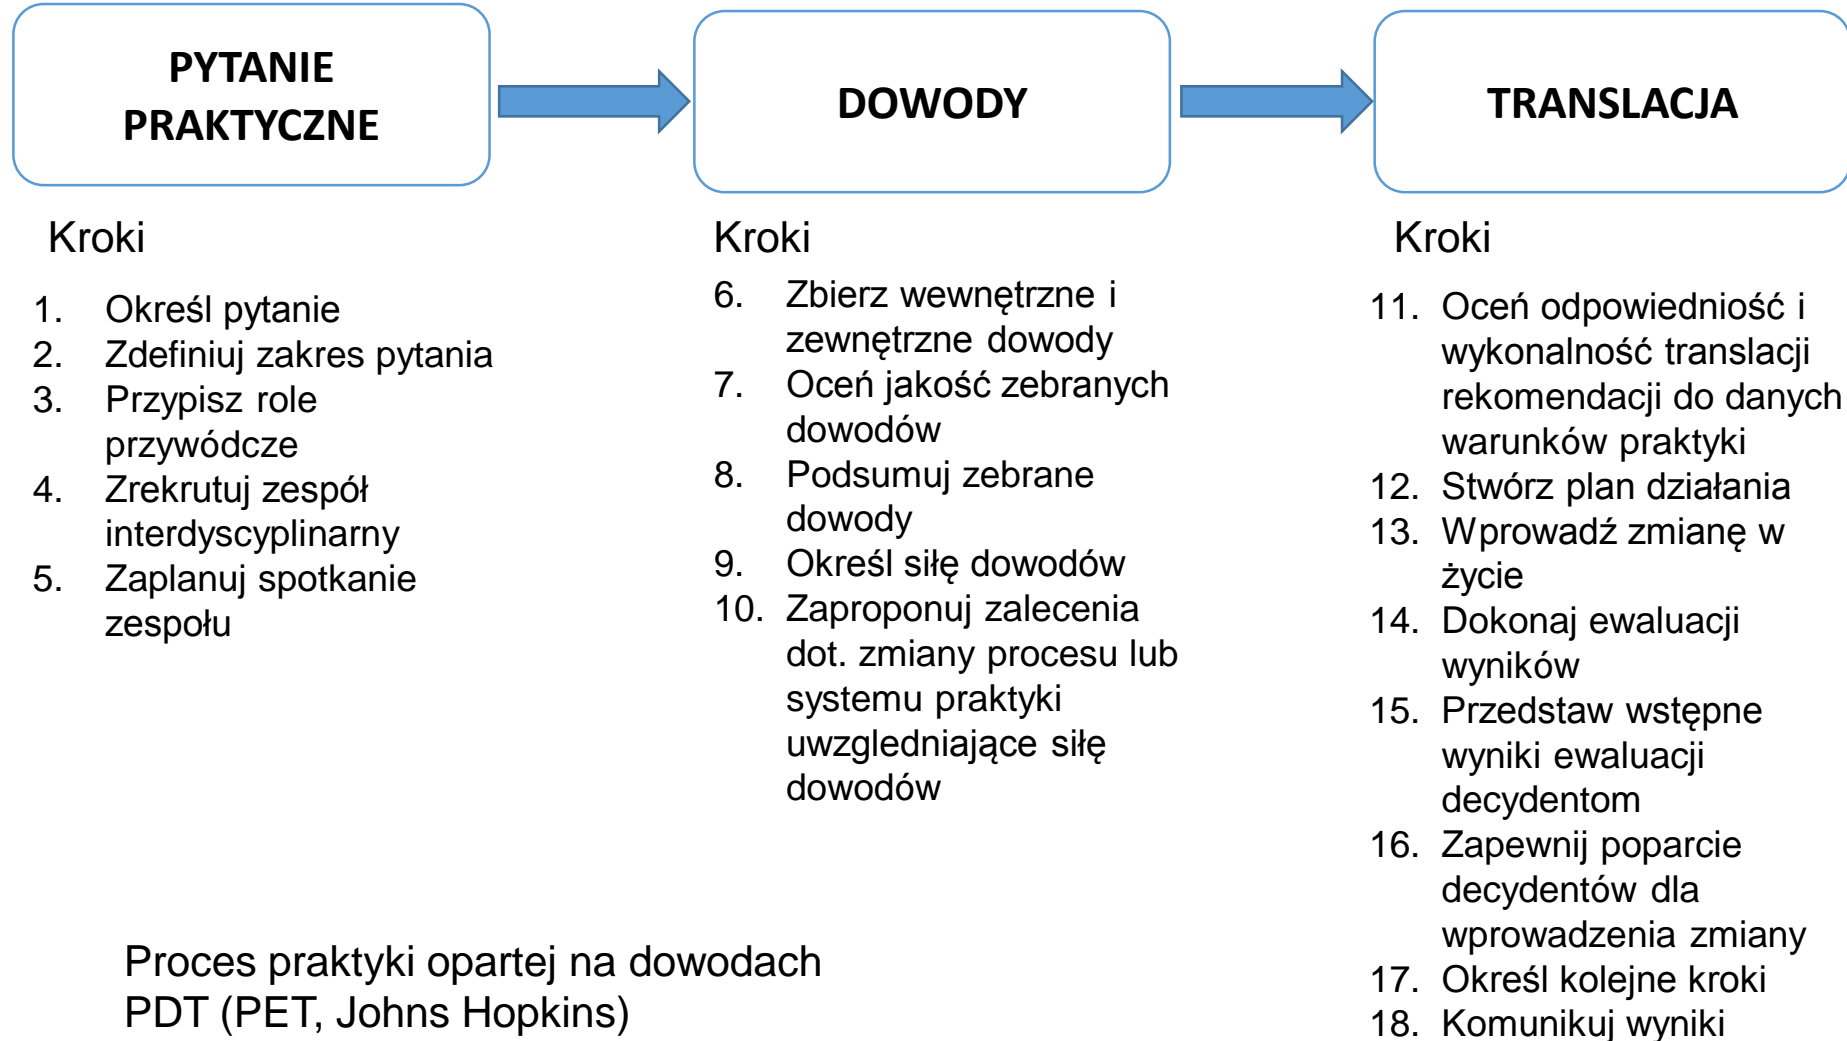 PYTANIE
PRAKTYCZNE
DOWODY
TRANSLACJA
Kroki
1. Określ pytanie
2. Zdefiniuj zakres pytania
3. Przypisz role
przywódcze
4. Zrekrutuj zespół
interdyscyplinarny
5. Zaplanuj spotkanie
zespołu
Kroki
6. Zbierz wewnętrzne i
zewnętrzne dowody
7. Oceń jakość zebranych
dowodów
8. Podsumuj zebrane
dowody
9. Określ siłę dowodów
10. Zaproponuj zalecenia
dot. zmiany procesu lub
systemu praktyki
uwzgledniające siłę
dowodów
Kroki
11. Oceń odpowiedniość i
wykonalność translacji
rekomendacji do danych
warunków praktyki
12. Stwórz plan działania
13. Wprowadź zmianę w
życie
14. Dokonaj ewaluacji
wyników
15. Przedstaw wstępne
wyniki ewaluacji
decydentom
16. Zapewnij poparcie
decydentów dla
wprowadzenia zmiany
17. Określ kolejne kroki
18. Komunikuj wyniki
Proces praktyki opartej na dowodach
PDT (PET, Johns Hopkins)